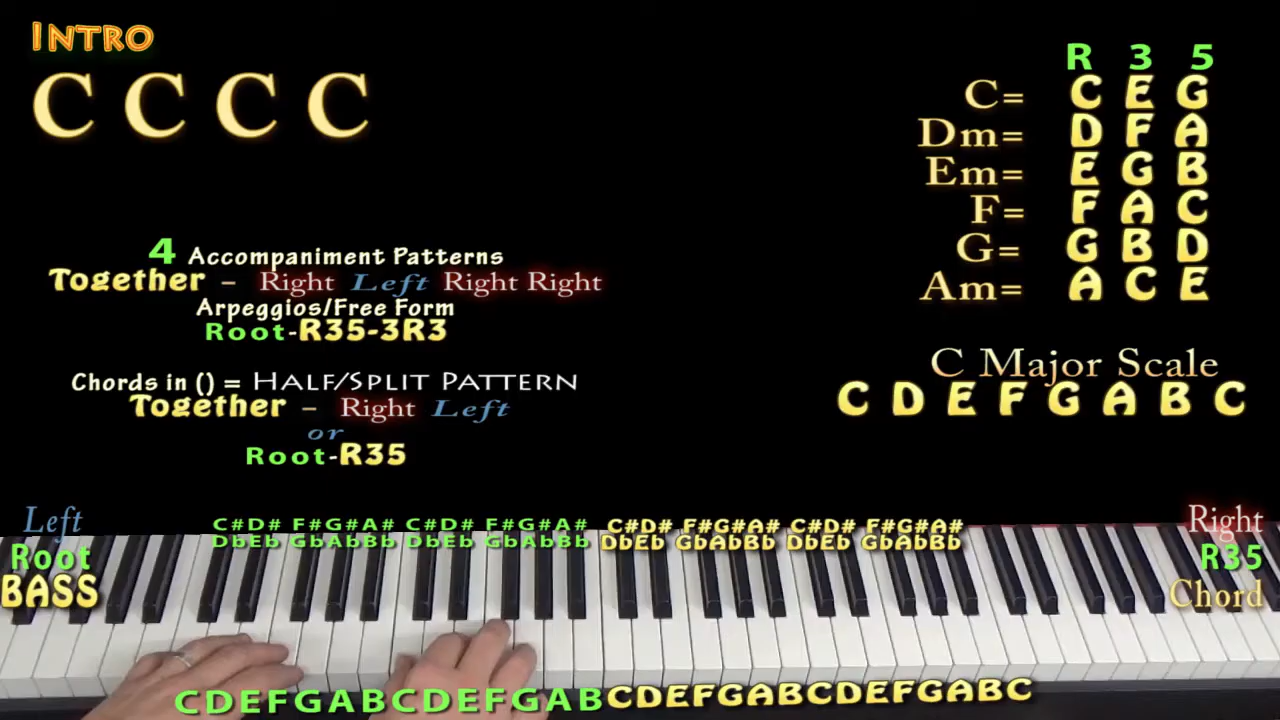 INTRO
C C C C
R 3 5
C= C E G
Dm= D F A
Em= E G B
F= F A C
G= G B D
Am= A C E
4 Accompaniment Patterns
Together - Right Left Right Right
Arpeggios/Free Form
Root-R35-3R3
Chords in () = HALF/SPLIT PATTERN
Together - Right Left
or
Root-R35
C Major Scale
C D E F G A B C
Left
Root
BASS
C#D# F#G#A# C#D# F#G#A# C#D# F#G#A# C#D# F#G#A#
DbEb GbAbBb DbEb GbAbBb DbEb GbAbBb DbEb GbAbBb
Right
R35
Chord
CDEFGABCDEFGABCDEFGABCDEFGABC